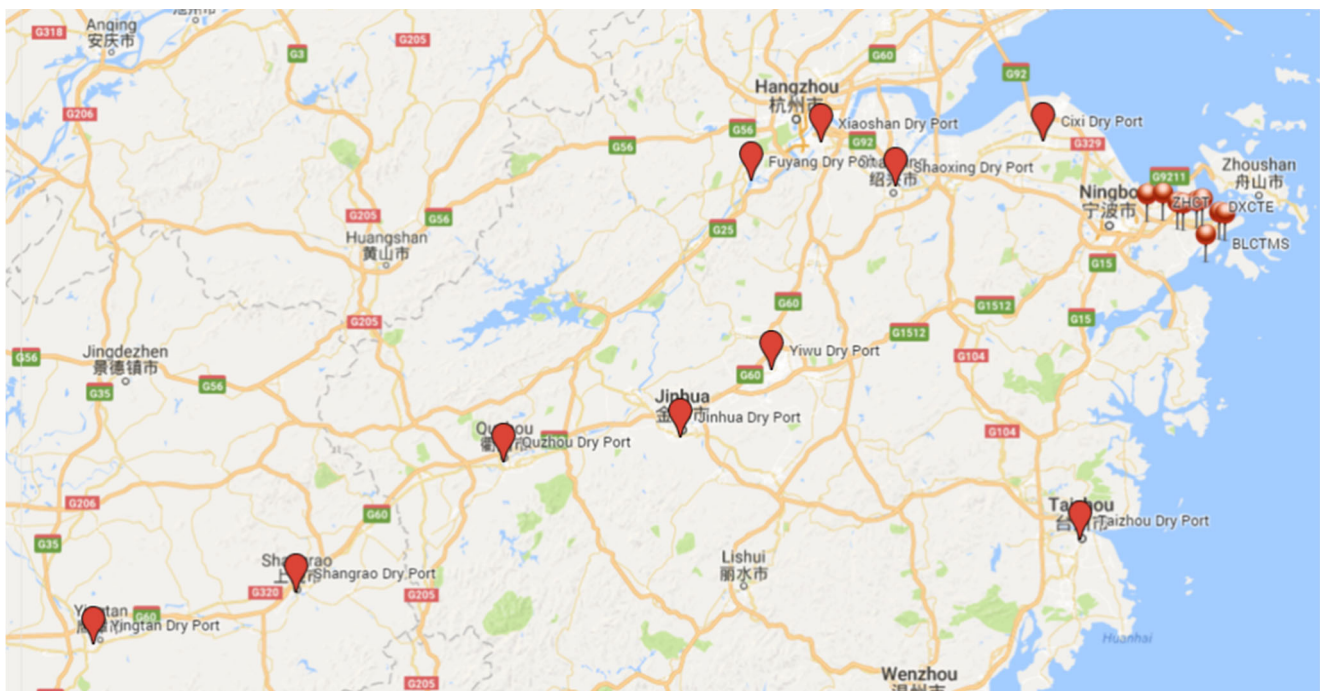 Anqing
安庆市
G318
G205
G3
G60
G92
Hangzhou
杭州市
G206
Xiaoshan Dry Port
Cixi Dry Port
G56
G56
G92
G329
Fuyang Dry Port
Shaoxing Dry Port
绍兴市
Zhoushan
舟山市
G9211
Ningbo
宁波市
ZHCT
DXCTE
BLCTMS
G205
G56
G25
Huangshan
黄山市
G15
G60
G1512
G15
G205
G1512
Jingdezhen
景德镇市
G56
G56
G35
Yiwu Dry Port
G60
G104
Jinhua
Jinhua Dry Port
Quzhou Dry Port
G104
G206
G60
Taizhou Dry Port
G35
Lishui
丽水市
Shangrao Dry Port
G320
G205
G60
Yingtan Dry Port
Huanhai
Wenzhou
G205